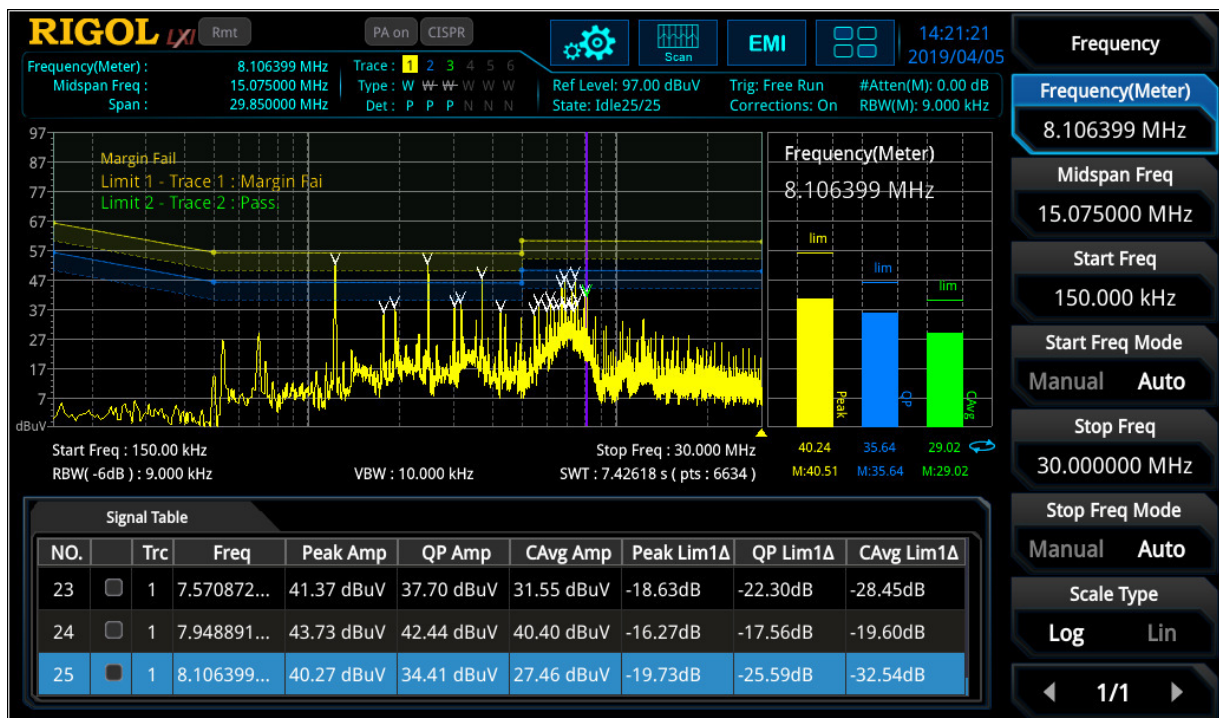 RIGOL LXI Rmt PA on CISPR Scan EMI 14:21:21
2019/04/05
Frequency(Meter) : 8.106399 MHz Trace : 1 2 3 4 5 6
Midspan Freq : 15.075000 MHz Type : W W W W W W
Span : 29.850000 MHz Det : P P P N N N
Ref Level: 97.00 dBuV Trig: Free Run #Atten(M): 0.00 dB
State: Idle25/25 Corrections: On RBW(M): 9.000 kHz
97
87
77
67
57
47
37
27
17
7
dBuV
Margin Fail
Limit 1 - Trace 1 : Margin Fai
Limit 2 - Trace 2 : Pass
Frequency(Meter)
8.106399 MHz
lim lim lim
Peak QP CAvg
40.24 35.64 29.02
M:40.51 M:35.64 M:29.02
Start Freq : 150.00 kHz Stop Freq : 30.000 MHz
RBW( -6dB ) : 9.000 kHz VBW : 10.000 kHz SWT : 7.42618 s ( pts : 6634 )
Signal Table
NO. Trc Freq Peak Amp QP Amp CAvg Amp Peak Lim1Δ QP Lim1Δ CAvg Lim1Δ
23 1 7.570872... 41.37 dBuV 37.70 dBuV 31.55 dBuV -18.63dB -22.30dB -28.45dB
24 1 7.948891... 43.73 dBuV 42.44 dBuV 40.40 dBuV -16.27dB -17.56dB -19.60dB
25 1 8.106399... 40.27 dBuV 34.41 dBuV 27.46 dBuV -19.73dB -25.59dB -32.54dB
Frequency
Frequency(Meter)
8.106399 MHz
Midspan Freq
15.075000 MHz
Start Freq
150.000 kHz
Start Freq Mode
Manual Auto
Stop Freq
30.000000 MHz
Stop Freq Mode
Manual Auto
Scale Type
Log Lin
1/1